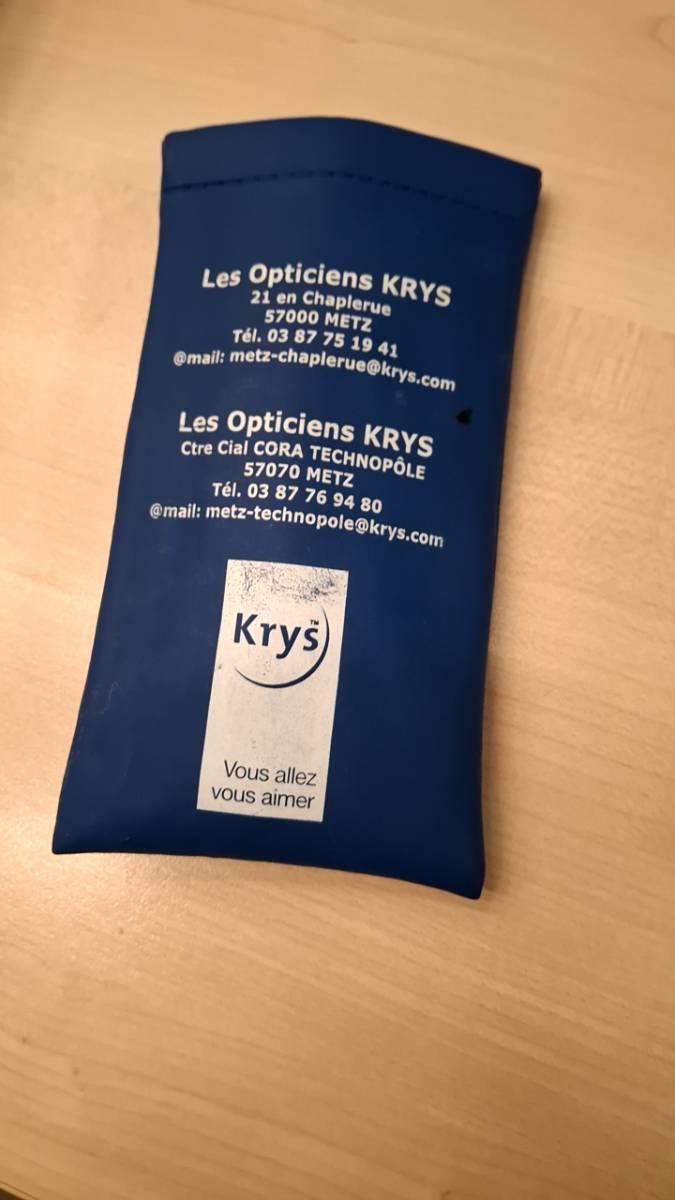 Les Opticiens KRYS
21 en Chaplerue
57000 METZ
Tél. 03 87 75 19 41
@mail: metz-chaplerue@krys.com
Les Opticiens KRYS
Ctre Cial CORA TECHNOPÔLE
57070 METZ
Tél. 03 87 76 94 80
@mail: metz-technopole@krys.com
Krys™
Vous allez
vous aimer